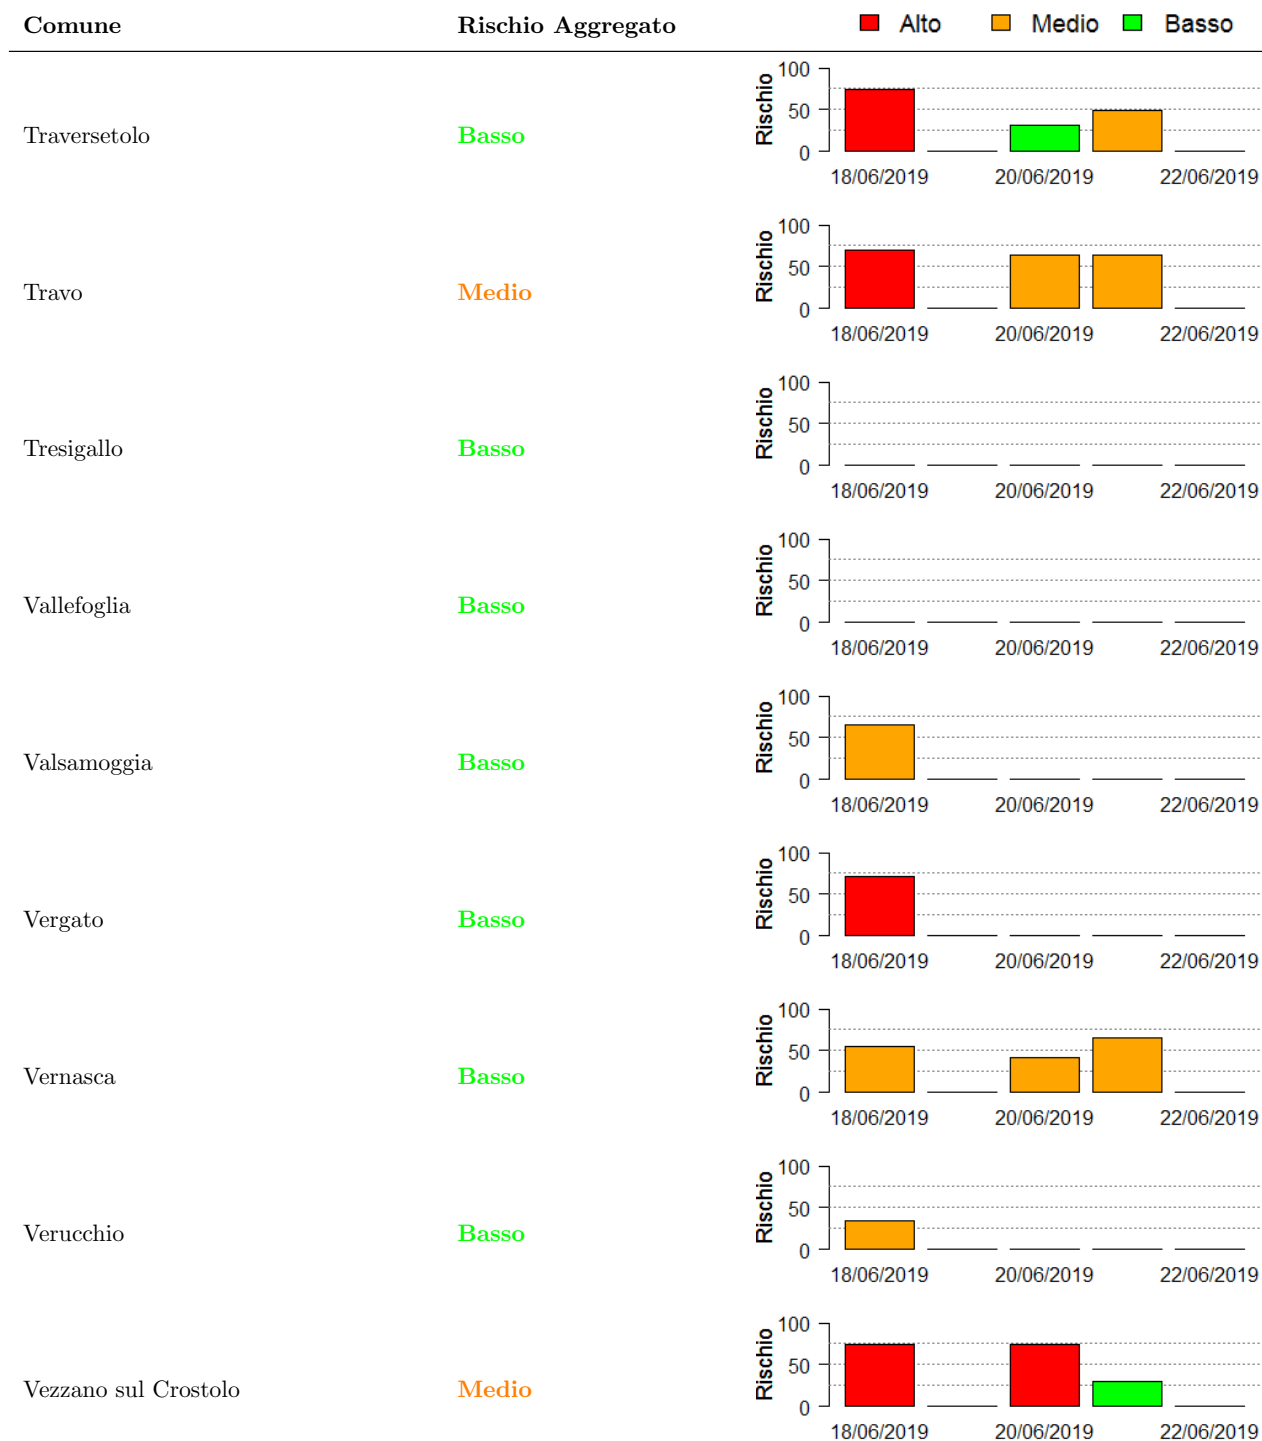 Comune Rischio Aggregato Alto Medio Basso
Traversetolo Basso Rischio 100 50 0
18/06/2019 20/06/2019 22/06/2019
Travo Medio Rischio 100 50 0
18/06/2019 20/06/2019 22/06/2019
Tresigallo Basso Rischio 100 50 0
18/06/2019 20/06/2019 22/06/2019
Vallefoglia Basso Rischio 100 50 0
18/06/2019 20/06/2019 22/06/2019
Valsamoggia Basso Rischio 100 50 0
18/06/2019 20/06/2019 22/06/2019
Vergato Basso Rischio 100 50 0
18/06/2019 20/06/2019 22/06/2019
Vernasca Basso Rischio 100 50 0
18/06/2019 20/06/2019 22/06/2019
Verucchio Basso Rischio 100 50 0
18/06/2019 20/06/2019 22/06/2019
Vezzano sul Crostolo Medio Rischio 100 50 0
18/06/2019 20/06/2019 22/06/2019